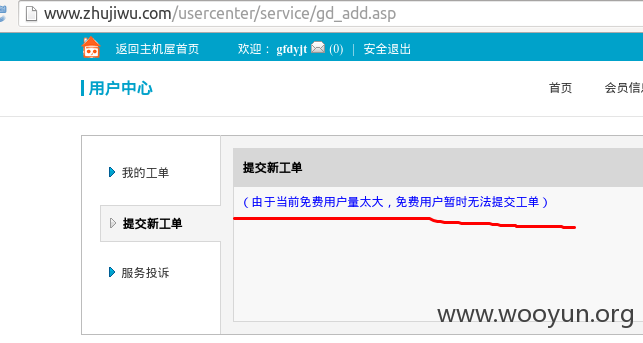 www.zhujiwu.com/usercenter/service/gd_add.asp
返回主机屋首页 欢迎： gfdyjt (0) | 安全退出
用户中心 首页 会员信息
我的工单
提交新工单
服务投诉
提交新工单
（由于当前免费用户量太大，免费用户暂时无法提交工单）
www.wooyun.org